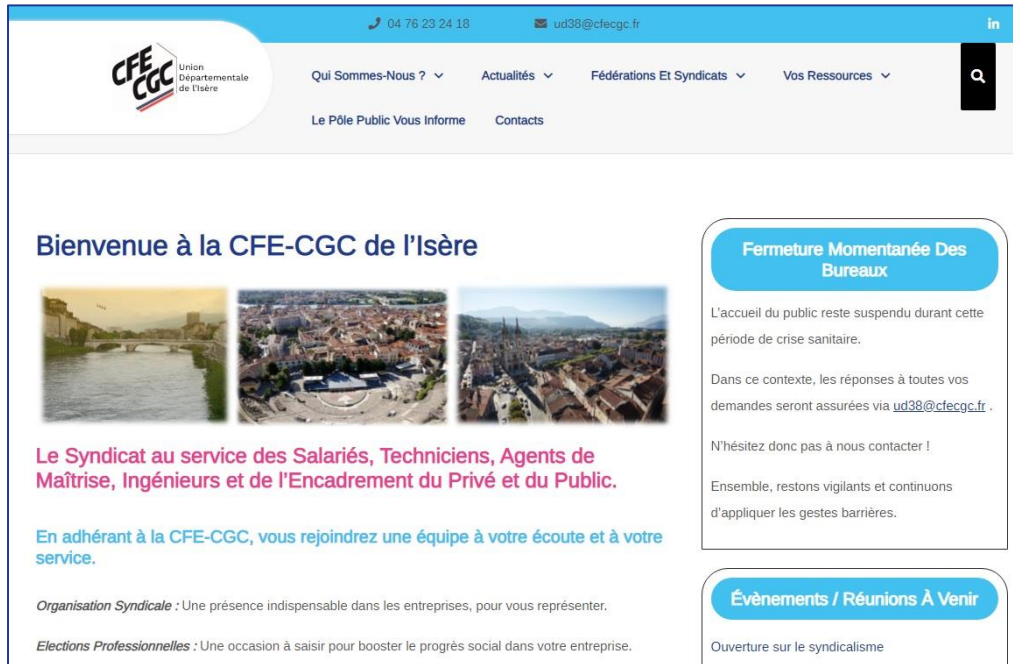 04 76 23 24 18
ud38@cfecgc.fr
in
CFE
CGC
Union
Départementale
de l'Isère
Qui Sommes-Nous ?
Actualités
Fédérations Et Syndicats
Vos Ressources
Le Pôle Public Vous Informe
Contacts
Bienvenue à la CFE-CGC de l'Isère
Le Syndicat au service des Salariés, Techniciens, Agents de
Maîtrise, Ingénieurs et de l'Encadrement du Privé et du Public.
En adhérant à la CFE-CGC, vous rejoindrez une équipe à votre écoute et à votre
service.
Organisation Syndicale : Une présence indispensable dans les entreprises, pour vous représenter.
Elections Professionnelles : Une occasion à saisir pour booster le progrès social dans votre entreprise.
Fermeture Momentanée Des
Bureaux
L'accueil du public reste suspendu durant cette
période de crise sanitaire.
Dans ce contexte, les réponses à toutes vos
demandes seront assurées via ud38@cfecgc.fr .
N'hésitez donc pas à nous contacter !
Ensemble, restons vigilants et continuons
d'appliquer les gestes barrières.
Évènements / Réunions À Venir
Ouverture sur le syndicalisme